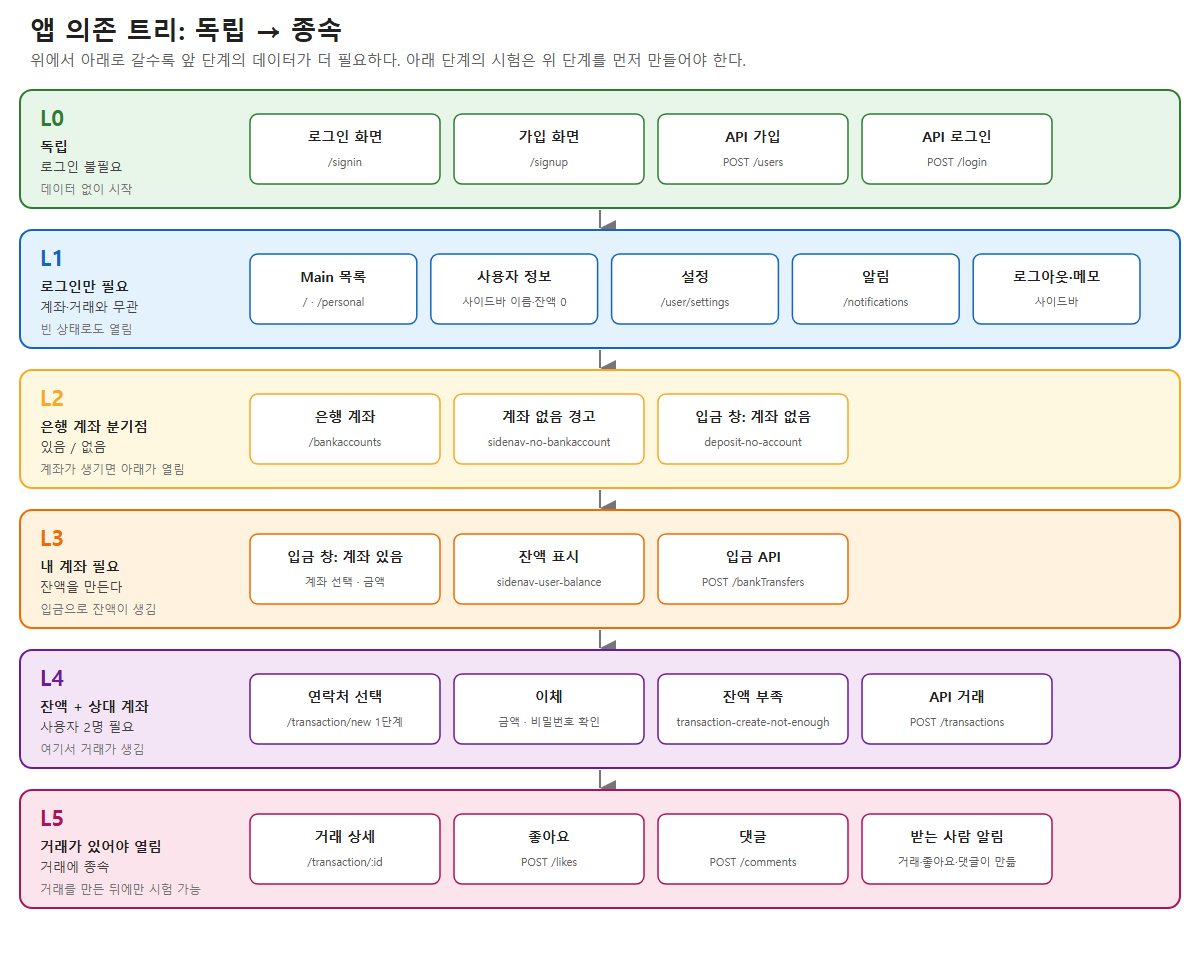 앱 의존 트리: 독립 → 종속
위에서 아래로 갈수록 앞 단계의 데이터가 더 필요하다. 아래 단계의 시험은 위 단계를 먼저 만들어야 한다.
L0
독립
로그인 불필요
데이터 없이 시작
로그인 화면
/signin
가입 화면
/signup
API 가입
POST /users
API 로그인
POST /login
L1
로그인만 필요
계좌·거래와 무관
빈 상태로도 열림
Main 목록
/ · /personal
사용자 정보
사이드바 이름·잔액 0
설정
/user/settings
알림
/notifications
로그아웃·메모
사이드바
L2
은행 계좌 분기점
있음 / 없음
계좌가 생기면 아래가 열림
은행 계좌
/bankaccounts
계좌 없음 경고
sidenav-no-bankaccount
입금 창: 계좌 없음
deposit-no-account
L3
내 계좌 필요
잔액을 만든다
입금으로 잔액이 생김
입금 창: 계좌 있음
계좌 선택 · 금액
잔액 표시
sidenav-user-balance
입금 API
POST /bankTransfers
L4
잔액 + 상대 계좌
사용자 2명 필요
여기서 거래가 생김
연락처 선택
/transaction/new 1단계
이체
금액 · 비밀번호 확인
잔액 부족
transaction-create-not-enough
API 거래
POST /transactions
L5
거래가 있어야 열림
거래에 종속
거래를 만든 뒤에만 시험 가능
거래 상세
/transaction/:id
좋아요
POST /likes
댓글
POST /comments
받는 사람 알림
거래·좋아요·댓글이 만듦